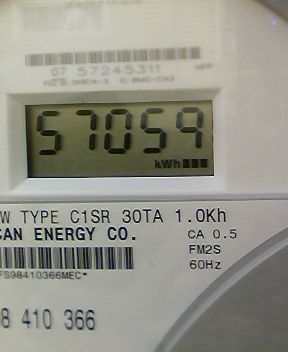 07 57245311 HPP
57059
kWh
W TYPE C1SR 30TA 1.0Kh
CAN ENERGY CO. CA 0.5
FM2S
FS98410366MEC* 60Hz
8 410 366